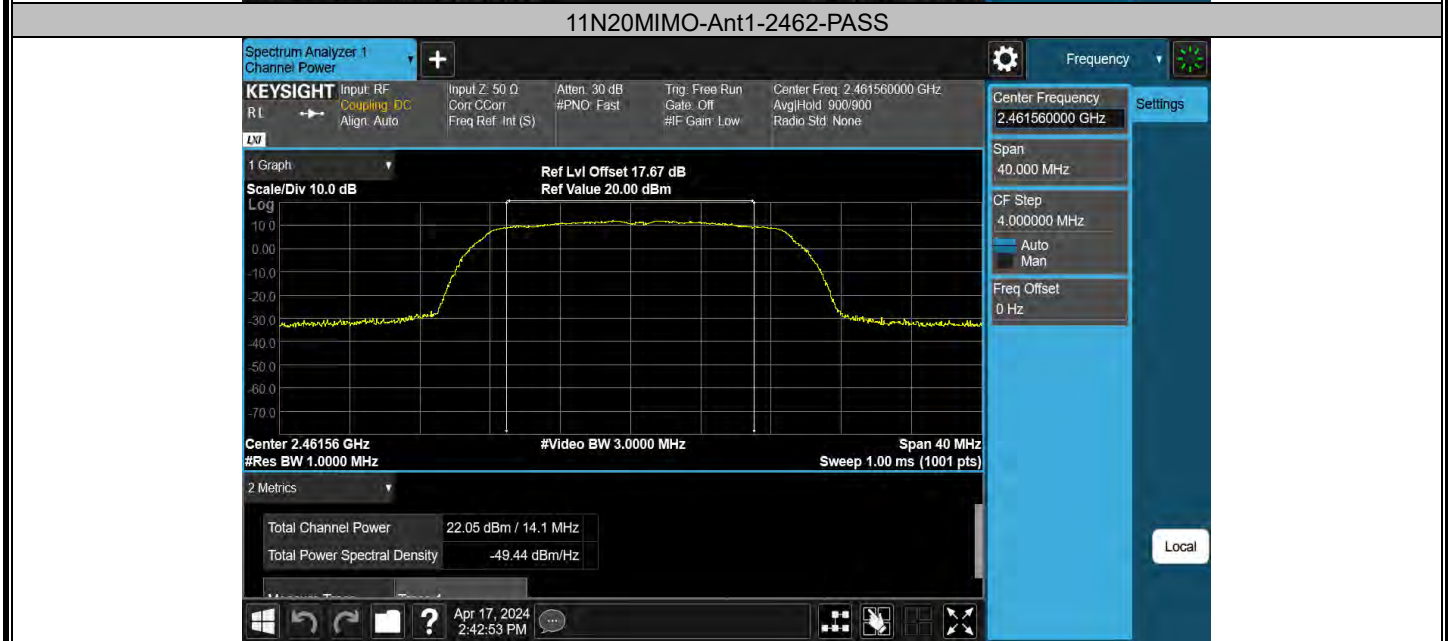 11N20MIMO-Ant1-2462-PASS
Spectrum Analyzer 1
Channel Power
Frequency
KEYSIGHT
RL
LXI
Input: RF
Coupling: DC
Align: Auto
Input Z: 50 Ω
Corr CCorr
Freq Ref: Int (S)
Atten: 30 dB
#PNO: Fast
Trig: Free Run
Gate: Off
#IF Gain: Low
Center Freq: 2.461560000 GHz
Avg|Hold: 900/900
Radio Std: None
Center Frequency
2.461560000 GHz
Settings
Span
40.000 MHz
CF Step
4.000000 MHz
Auto
Man
Freq Offset
0 Hz
1 Graph
Scale/Div 10.0 dB
Ref Lvl Offset 17.67 dB
Ref Value 20.00 dBm
Log
10.0
0.00
-10.0
-20.0
-30.0
-40.0
-50.0
-60.0
-70.0
Center 2.46156 GHz
#Video BW 3.0000 MHz
Span 40 MHz
#Res BW 1.0000 MHz
Sweep 1.00 ms (1001 pts)
2 Metrics
Total Channel Power 22.05 dBm / 14.1 MHz
Total Power Spectral Density -49.44 dBm/Hz
Local
Apr 17, 2024
2:42:53 PM